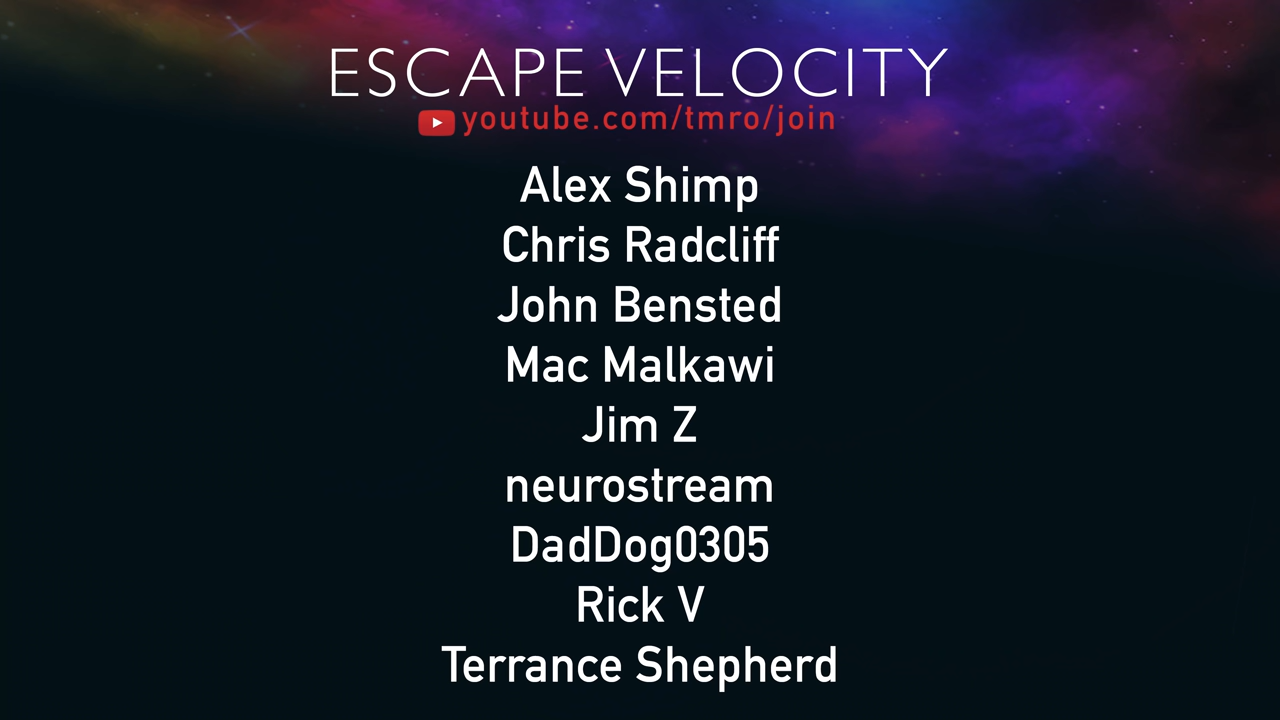 ESCAPE VELOCITY
youtube.com/tmro/join
Alex Shimp
Chris Radcliff
John Bensted
Mac Malkawi
Jim Z
neurostream
DadDog0305
Rick V
Terrance Shepherd